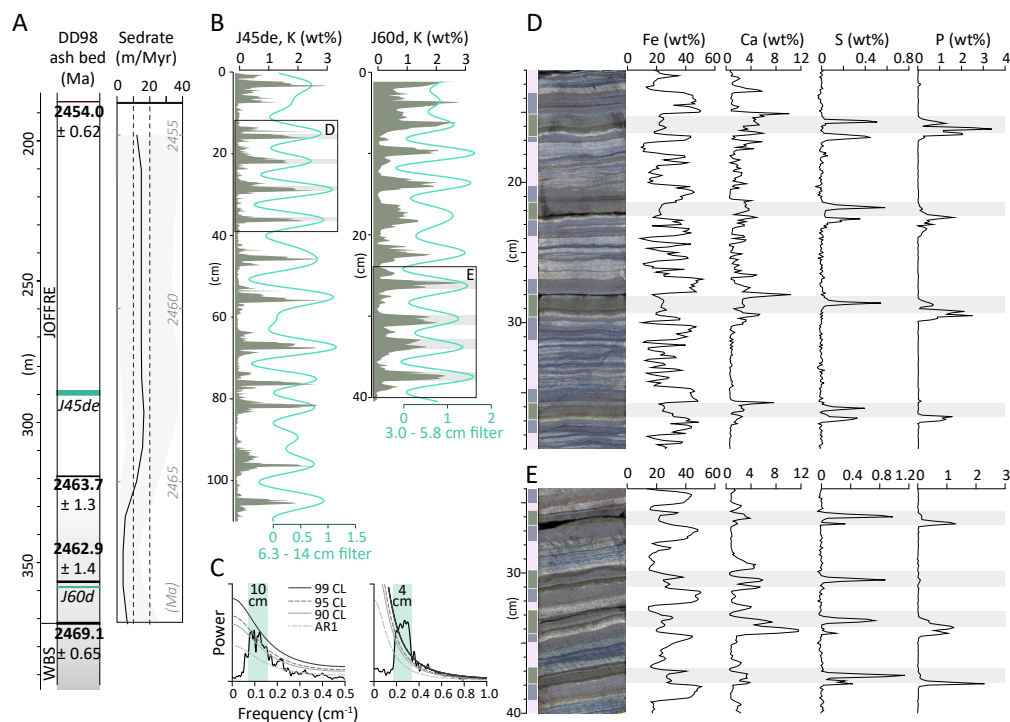 A
DD98
ash bed
(Ma)
Sedrate
(m/Myr)
0 20 40
2454.0
± 0.62
200
250
300
350
(m)
JOFFRE
WBS
J45de
2463.7
± 1.3
2462.9
± 1.4
J60d
2469.1
± 0.65
2455
2460
2465
(Ma)
B
J45de, K (wt%)
0 1 2 3
0
20
40
(cm)
60
80
100
D
0 0.5 1 1.5
6.3 - 14 cm filter
J60d, K (wt%)
0 1 2 3
0
10
20
(cm)
40
E
0 1 2
3.0 - 5.8 cm filter
C
Power
10
cm
99 CL
95 CL
90 CL
AR1
0 0.1 0.2 0.3 0.4 0.5
4
cm
0 0.2 0.4 0.6 0.8 1.0
Frequency (cm⁻¹)
D
Fe (wt%)
0 20 40 60
Ca (wt%)
0 4 8 12
S (wt%)
0 0.4 0.8
P (wt%)
0 1 2 3 4
20
(cm)
30
E
0 20 40 60
0 4 8 12
0.4 0.8 1.2
0 1 2 3
30
(cm)
40